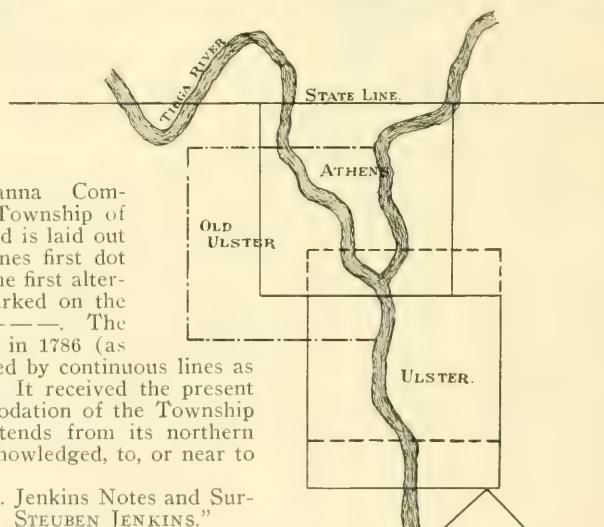 TIOGA RIVER
STATE LINE.
ATHENS
OLD
ULSTER
ULSTER.
anna Com-
Township of
d is laid out
nes first dot
he first alter-
arked on the
— — —. The
in 1786 (as
ed by continuous lines as
It received the present
odation of the Township
tends from its northern
nowledged, to, or near to
. Jenkins Notes and Sur-
STEUBEN JENKINS."